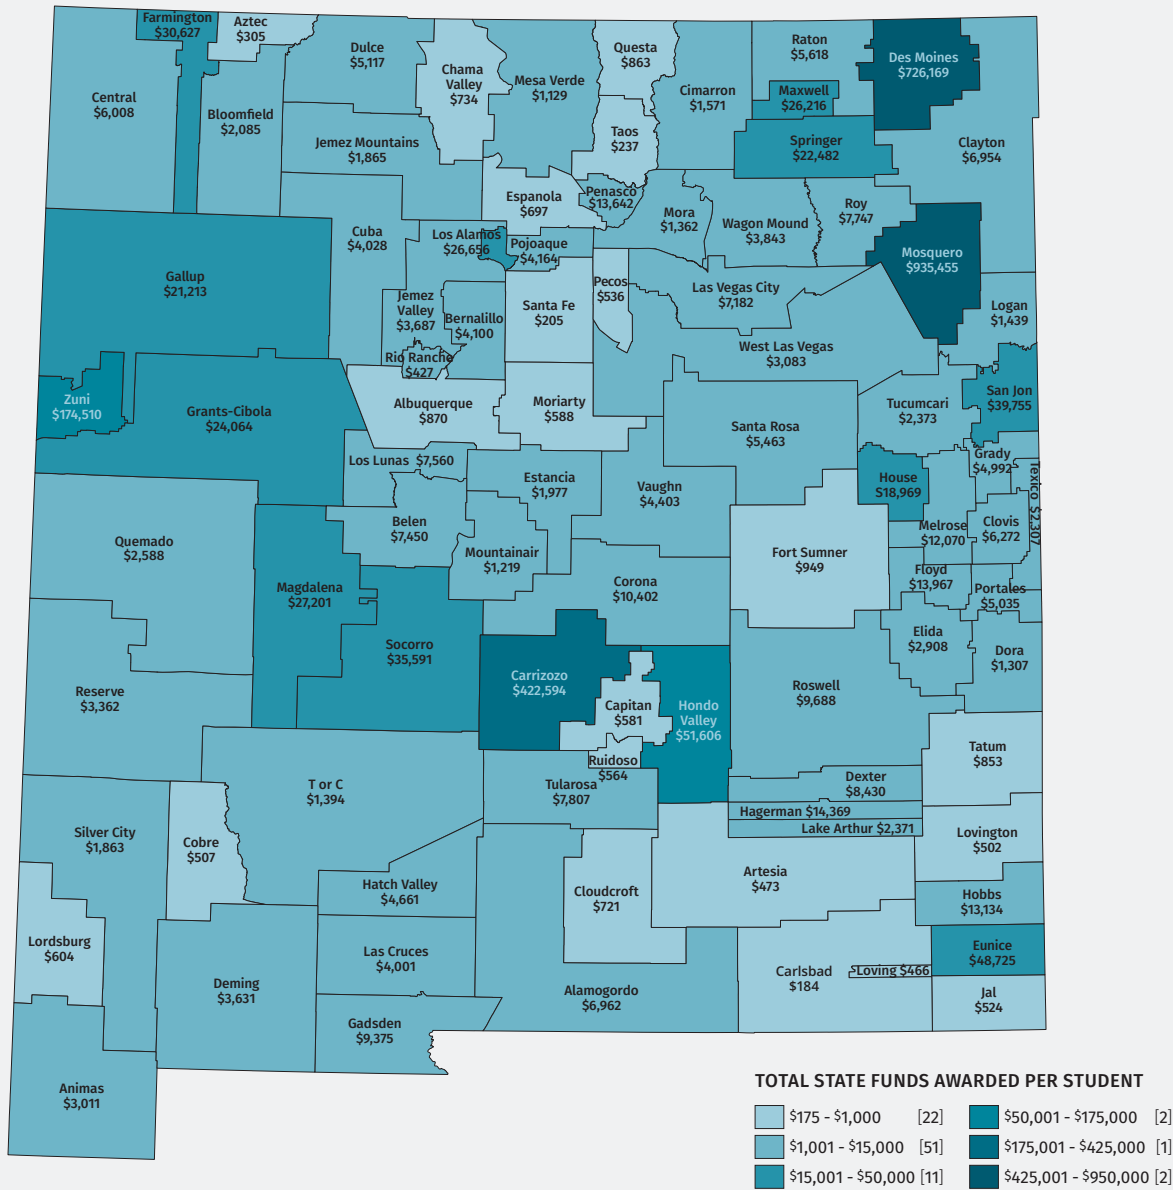 Farmington
$30,627
Aztec
$305
Dulce
$5,117
Chama
Valley
$734
Mesa Verde
$1,129
Questa
$863
Cimarron
$1,571
Raton
$5,618
Maxwell
$26,216
Des Moines
$726,169
Central
$6,008
Bloomfield
$2,085
Jemez Mountains
$1,865
Taos
$237
Springer
$22,482
Clayton
$6,954
Espanola
$697
Penasco
$13,642
Mora
$1,362
Wagon Mound
$3,843
Roy
$7,747
Cuba
$4,028
Los Alamos
$26,656
Pojoaque
$4,164
Mosquero
$935,455
Gallup
$21,213
Jemez
Valley
$3,687
Bernalillo
$4,100
Santa Fe
$205
Pecos
$536
Las Vegas City
$7,182
Logan
$1,439
West Las Vegas
$3,083
Rio Ranche
$427
Zuni
$174,510
Grants-Cibola
$24,064
Albuquerque
$870
Moriarty
$588
Santa Rosa
$5,463
Tucumcari
$2,373
San Jon
$39,755
Los Lunas $7,560
Estancia
$1,977
Vaughn
$4,403
House
S18,969
Grady
$4,992
Texico $2,307
Quemado
$2,588
Belen
$7,450
Mountainair
$1,219
Fort Sumner
$949
Melrose
$12,070
Clovis
$6,272
Magdalena
$27,201
Corona
$10,402
Floyd
$13,967
Portales
$5,035
Socorro
$35,591
Elida
$2,908
Dora
$1,307
Reserve
$3,362
Carrizozo
$422,594
Capitan
$581
Hondo
Valley
$51,606
Roswell
$9,688
Tatum
$853
Ruidoso
$564
T or C
$1,394
Tularosa
$7,807
Dexter
$8,430
Hagerman $14,369
Lake Arthur $2,371
Silver City
$1,863
Cobre
$507
Lovington
$502
Hatch Valley
$4,661
Cloudcroft
$721
Artesia
$473
Hobbs
$13,134
Lordsburg
$604
Las Cruces
$4,001
Eunice
$48,725
Deming
$3,631
Alamogordo
$6,962
Carlsbad
$184
Loving $466
Jal
$524
Gadsden
$9,375
Animas
$3,011
TOTAL STATE FUNDS AWARDED PER STUDENT
$175 - $1,000 [22]
$1,001 - $15,000 [51]
$15,001 - $50,000 [11]
$50,001 - $175,000 [2]
$175,001 - $425,000 [1]
$425,001 - $950,000 [2]